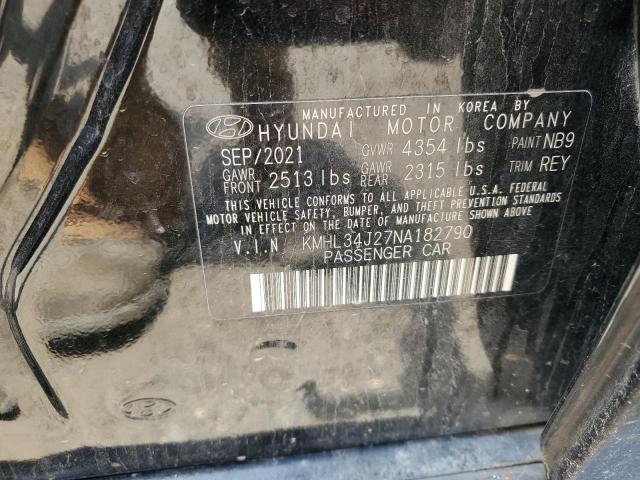 MANUFACTURED IN KOREA BY
HYUNDAI MOTOR COMPANY
SEP/2021 GVWR 4354 lbs PAINT NB9
GAWR FRONT 2513 lbs GAWR REAR 2315 lbs TRIM REY
THIS VEHICLE CONFORMS TO ALL APPLICABLE U.S.A. FEDERAL
MOTOR VEHICLE SAFETY, BUMPER, AND THEFT PREVENTION STANDARDS
IN EFFECT ON THE DATE OF MANUFACTURE SHOWN ABOVE.
V.I.N KMHL34J27NA182790
PASSENGER CAR